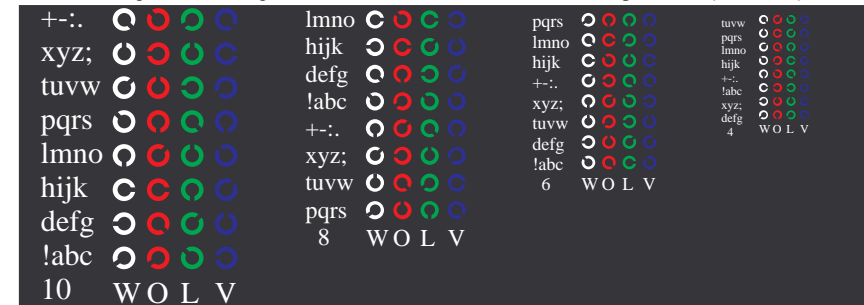 +-:.
xyz;
tuvw
pqrs
lmno
hijk
defg
!abc
10 W O L V
lmno
hijk
defg
!abc
+-:.
xyz;
tuvw
pqrs
8 W O L V
pqrs
lmno
hijk
+-:.
xyz;
tuvw
defg
!abc
6 W O L V
tuvw
pqrs
lmno
hijk
+-:.
!abc
xyz;
defg
4 W O L V